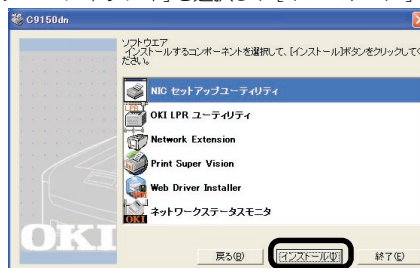 C9150dn
ソフトウエア
インストールするコンポーネントを選択して、[インストール]ボタンをクリックしてく
ださい。
NIC セットアップユーティリティ
OKI LPR ユーティリティ
Network Extension
Print Super Vision
Web Driver Installer
ネットワークステータスモニタ
OKI
戻る(B)
インストール(I)
終了(E)